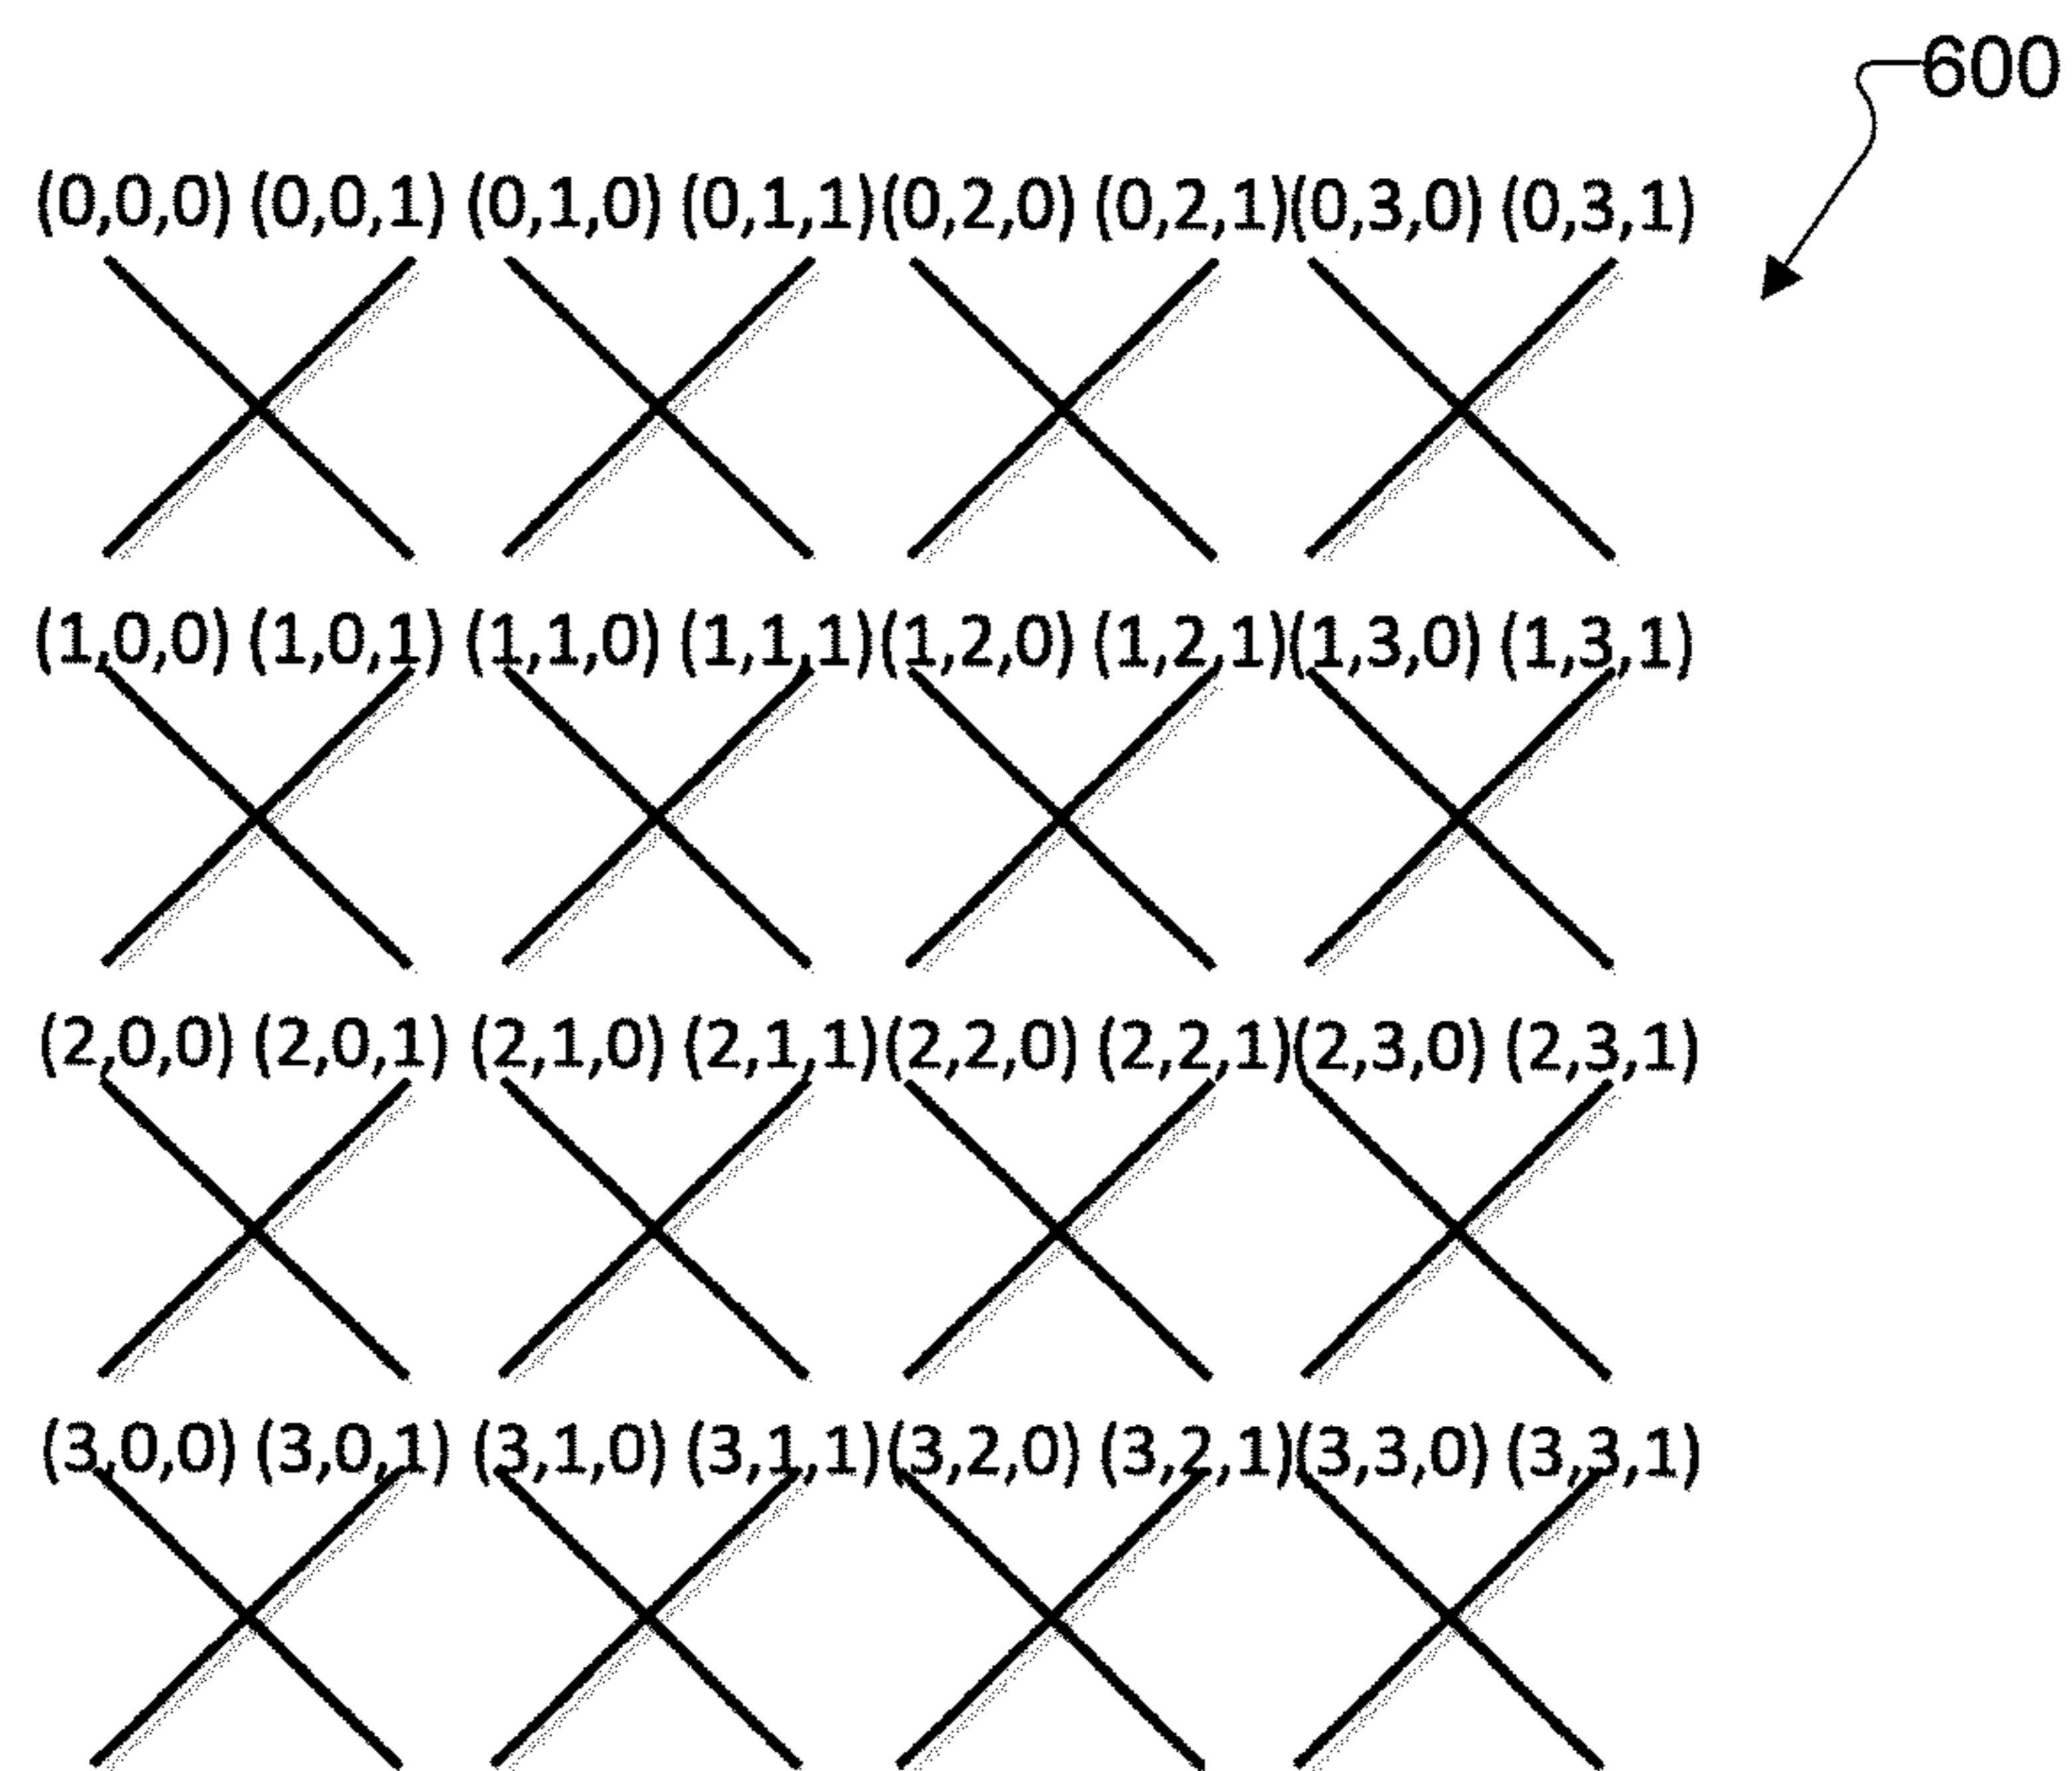 600
(0,0,0) (0,0,1) (0,1,0) (0,1,1)(0,2,0) (0,2,1)(0,3,0) (0,3,1)
(1,0,0) (1,0,1) (1,1,0) (1,1,1)(1,2,0) (1,2,1)(1,3,0) (1,3,1)
(2,0,0) (2,0,1) (2,1,0) (2,1,1)(2,2,0) (2,2,1)(2,3,0) (2,3,1)
(3,0,0) (3,0,1) (3,1,0) (3,1,1)(3,2,0) (3,2,1)(3,3,0) (3,3,1)